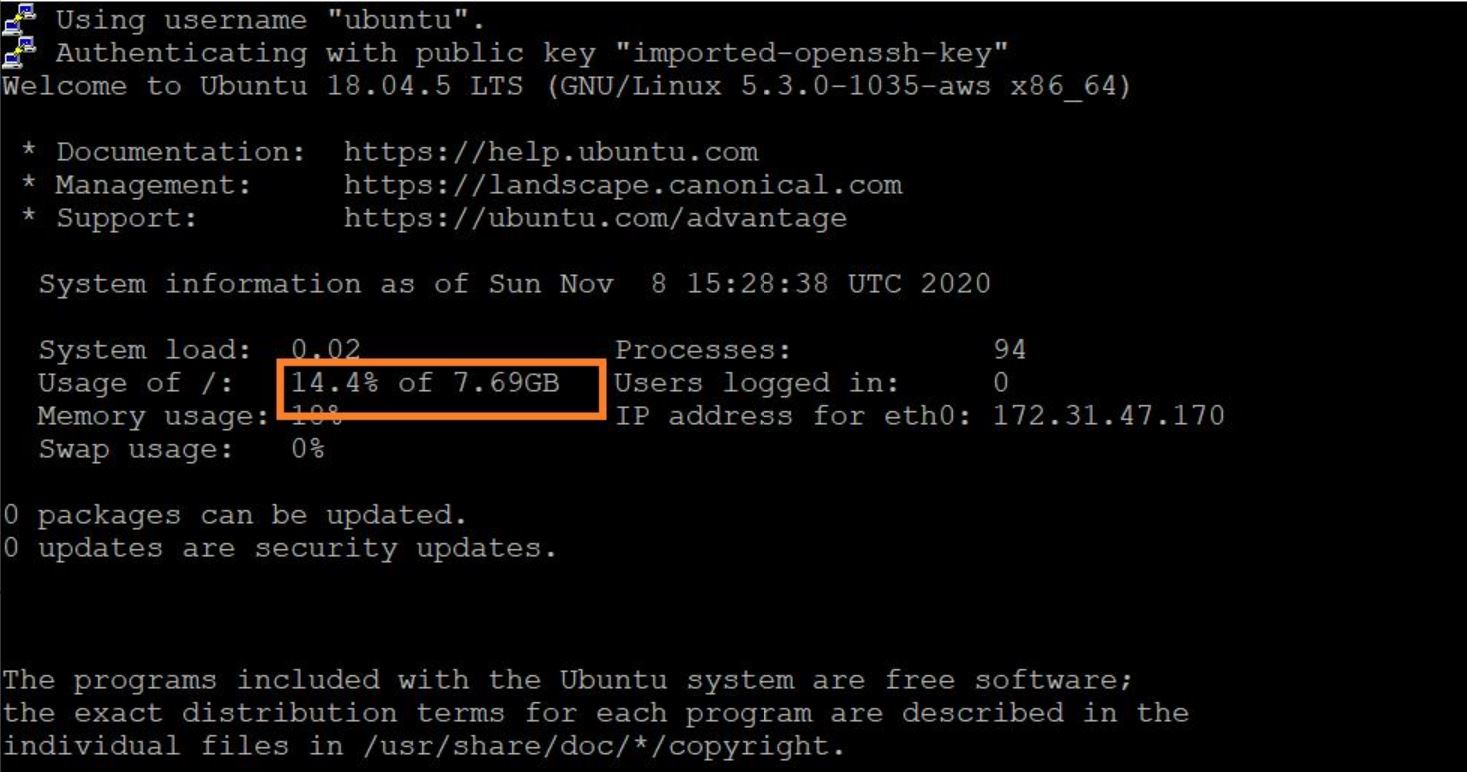 Using username "ubuntu".
Authenticating with public key "imported-openssh-key"
Welcome to Ubuntu 18.04.5 LTS (GNU/Linux 5.3.0-1035-aws x86_64)
* Documentation:  https://help.ubuntu.com
* Management:     https://landscape.canonical.com
* Support:        https://ubuntu.com/advantage
System information as of Sun Nov  8 15:28:38 UTC 2020
System load:  0.02              Processes:           94
Usage of /:   14.4% of 7.69GB   Users logged in:     0
Memory usage:                   IP address for eth0: 172.31.47.170
Swap usage:   0%
0 packages can be updated.
0 updates are security updates.
The programs included with the Ubuntu system are free software;
the exact distribution terms for each program are described in the
individual files in /usr/share/doc/*/copyright.